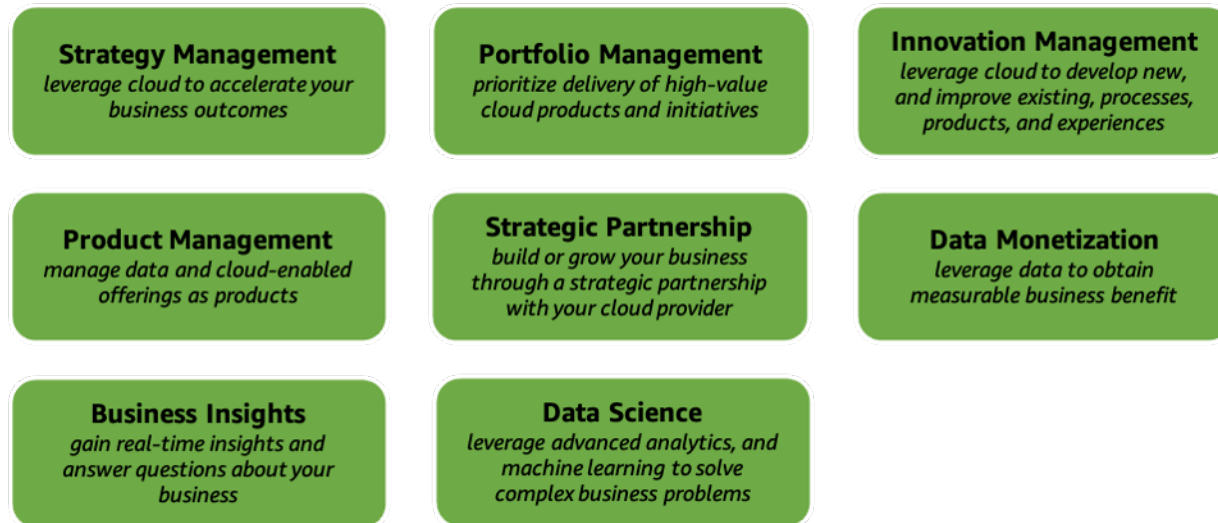 Strategy Management
leverage cloud to accelerate your
business outcomes
Portfolio Management
prioritize delivery of high-value
cloud products and initiatives
Innovation Management
leverage cloud to develop new,
and improve existing, processes,
products, and experiences
Product Management
manage data and cloud-enabled
offerings as products
Strategic Partnership
build or grow your business
through a strategic partnership
with your cloud provider
Data Monetization
leverage data to obtain
measurable business benefit
Business Insights
gain real-time insights and
answer questions about your
business
Data Science
leverage advanced analytics, and
machine learning to solve
complex business problems